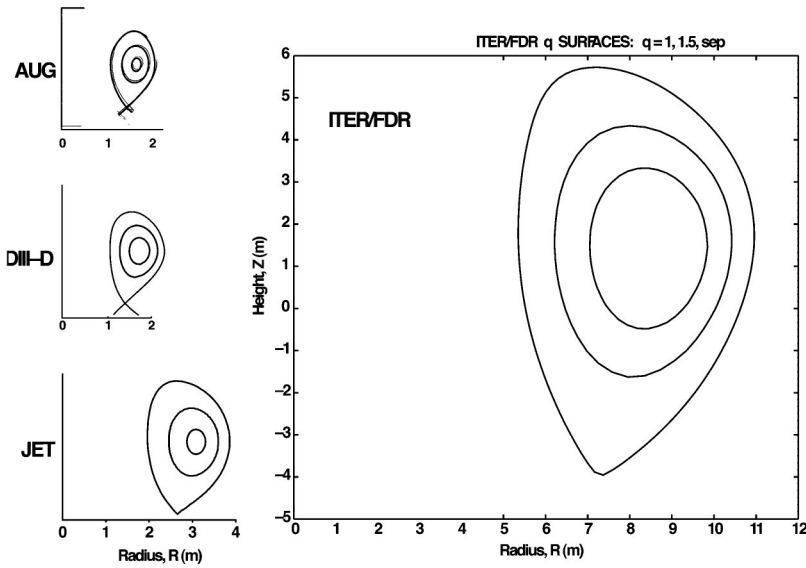 AUG
0 1 2
DIII–D
0 1 2
JET
0 1 2 3 4
Radius, R (m)
ITER/FDR q SURFACES: q = 1, 1.5, sep
ITER/FDR
Height, Z (m)
6
5
4
3
2
1
0
–1
–2
–3
–4
–5
0 1 2 3 4 5 6 7 8 9 10 11 12
Radius, R (m)